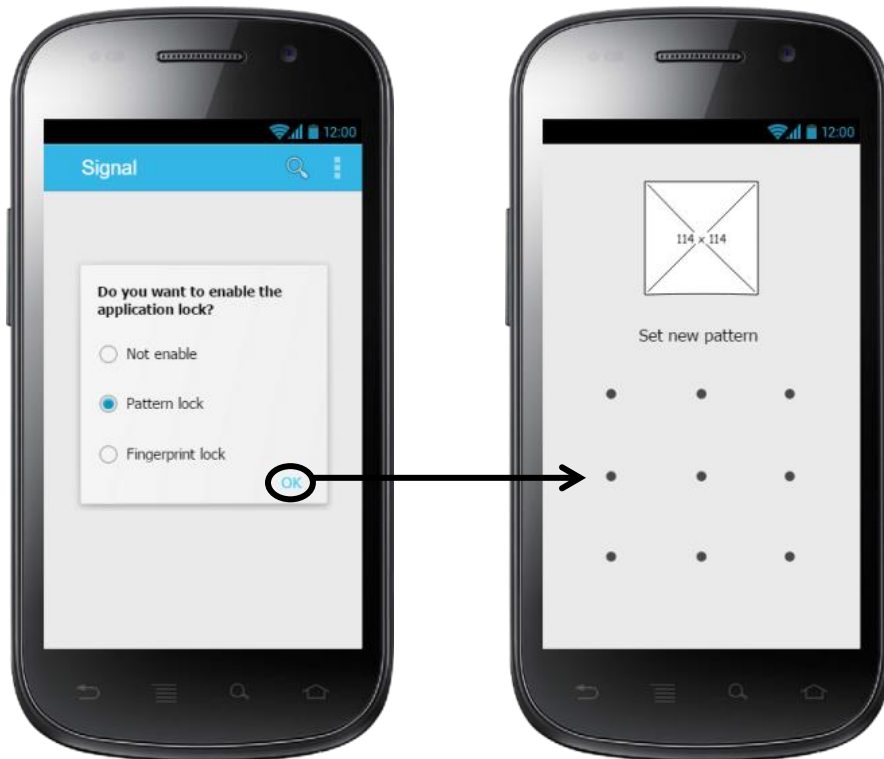 12:00
Signal
Do you want to enable the
application lock?
Not enable
Pattern lock
Fingerprint lock
OK
12:00
114 x 114
Set new pattern